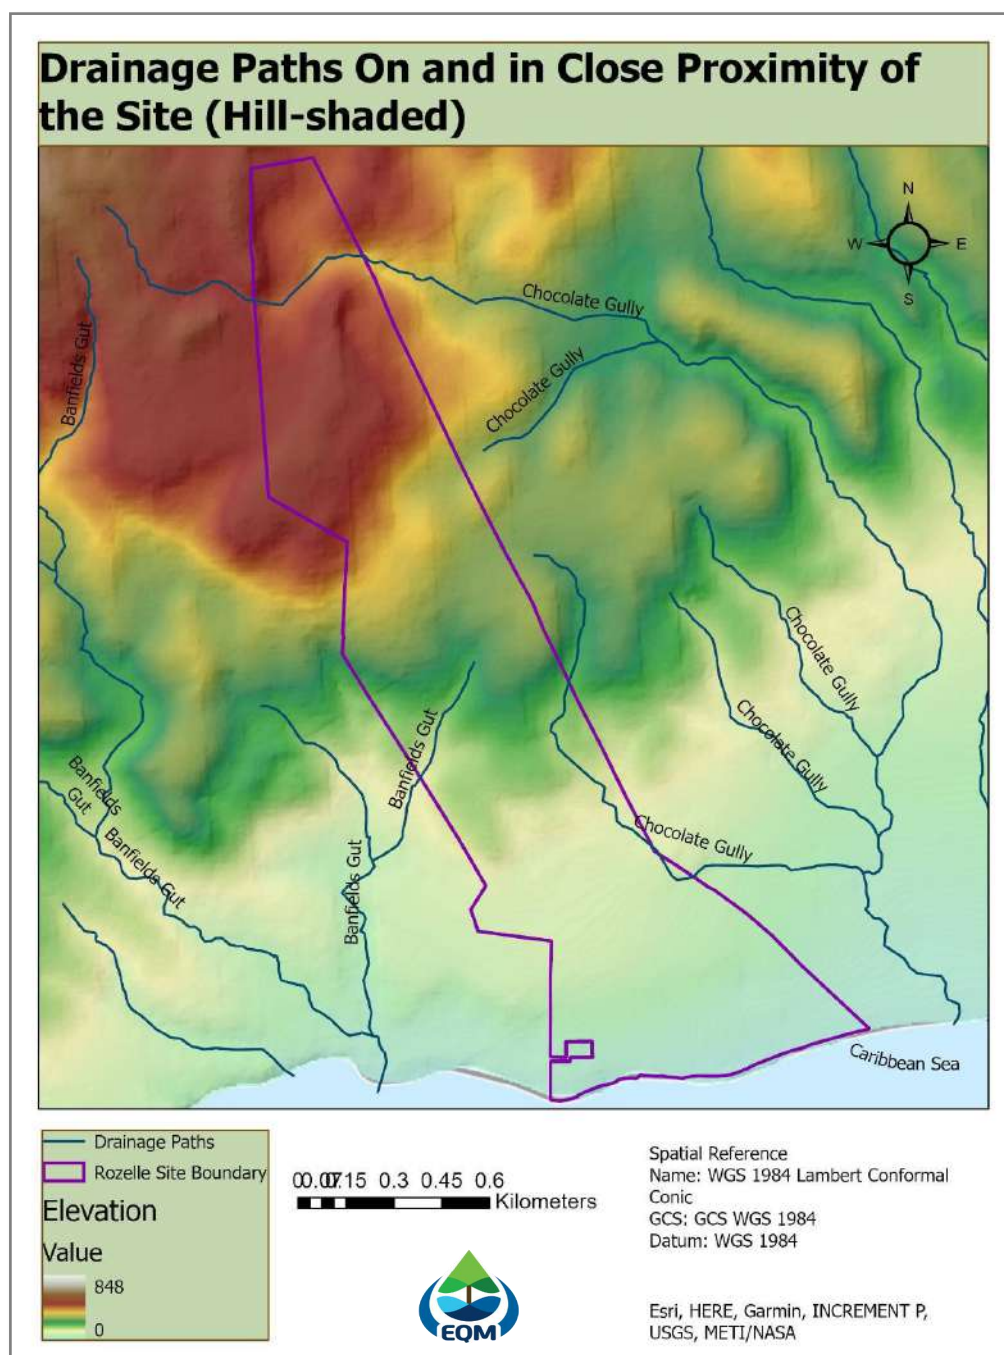 Drainage Paths On and in Close Proximity of
the Site (Hill-shaded)
N
W
E
S
Chocolate Gully
Banfields Gut
Chocolate Gully
Chocolate Gully
Chocolate Gully
Banfields Gut
Banfields
Gut
Banfields Gut
Banfields Gut
Chocolate Gully
Caribbean Sea
Drainage Paths
Rozelle Site Boundary
Elevation
Value
848
0
0 0.07 0.15 0.3 0.45 0.6
Kilometers
EQM
Spatial Reference
Name: WGS 1984 Lambert Conformal
Conic
GCS: GCS WGS 1984
Datum: WGS 1984
Esri, HERE, Garmin, INCREMENT P,
USGS, METI/NASA